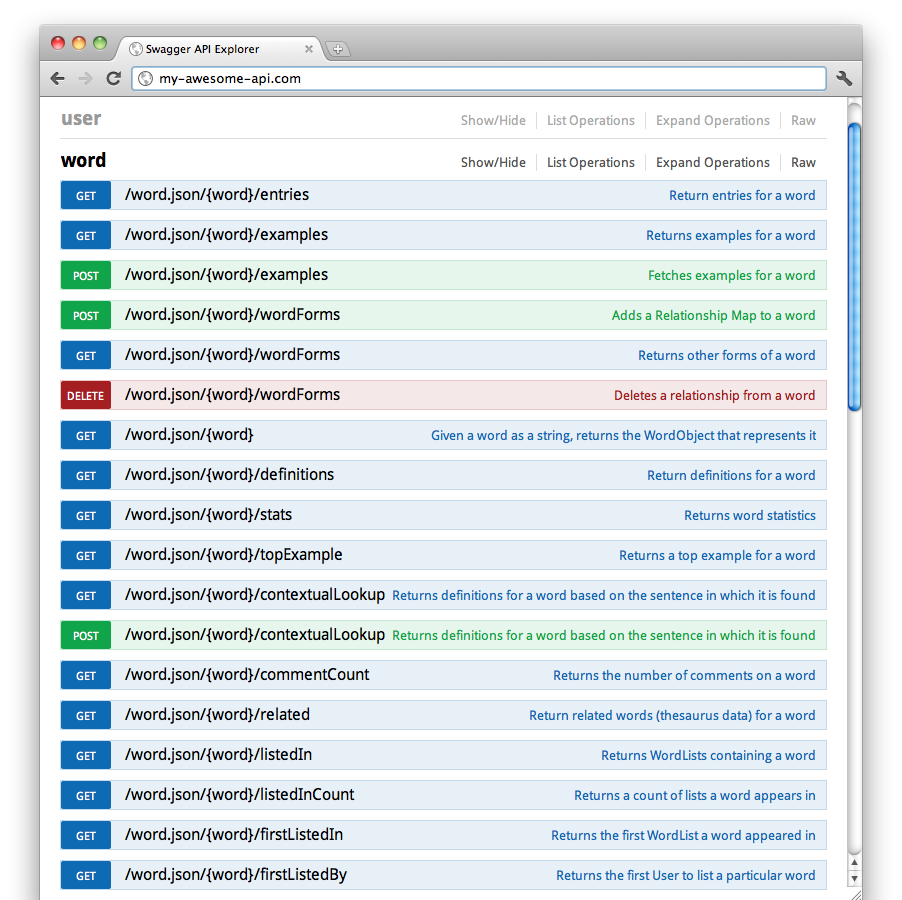 Swagger API Explorer
my-awesome-api.com
user Show/Hide List Operations Expand Operations Raw
word Show/Hide List Operations Expand Operations Raw
GET /word.json/{word}/entries Return entries for a word
GET /word.json/{word}/examples Returns examples for a word
POST /word.json/{word}/examples Fetches examples for a word
POST /word.json/{word}/wordForms Adds a Relationship Map to a word
GET /word.json/{word}/wordForms Returns other forms of a word
DELETE /word.json/{word}/wordForms Deletes a relationship from a word
GET /word.json/{word} Given a word as a string, returns the WordObject that represents it
GET /word.json/{word}/definitions Return definitions for a word
GET /word.json/{word}/stats Returns word statistics
GET /word.json/{word}/topExample Returns a top example for a word
GET /word.json/{word}/contextualLookup Returns definitions for a word based on the sentence in which it is found
POST /word.json/{word}/contextualLookup Returns definitions for a word based on the sentence in which it is found
GET /word.json/{word}/commentCount Returns the number of comments on a word
GET /word.json/{word}/related Return related words (thesaurus data) for a word
GET /word.json/{word}/listedIn Returns WordLists containing a word
GET /word.json/{word}/listedInCount Returns a count of lists a word appears in
GET /word.json/{word}/firstListedIn Returns the first WordList a word appeared in
GET /word.json/{word}/firstListedBy Returns the first User to list a particular word